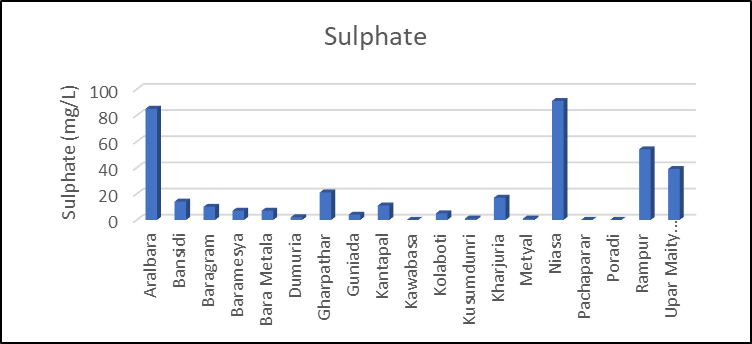 Sulphate
Sulphate (mg/L)
100
80
60
40
20
0
Aralbara
Bansidi
Baragram
Baramesya
Bara Metala
Dumuria
Gharpathar
Guniada
Kantapal
Kawabasa
Kolaboti
Kusumdunri
Kharjuria
Metyal
Niasa
Pachaparar
Poradi
Rampur
Upar Maity...